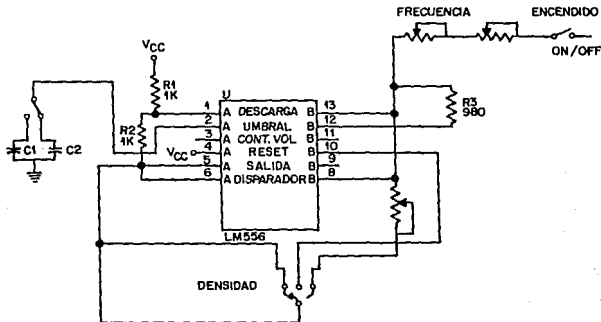 FRECUENCIA ENCENDIDO
ON/OFF
VCC
R1
1K
U
R3
980
R2
1K
C1 C2
VCC
1 A DESCARGA B 13
2 A UMBRAL B 12
3 A CONT. VOL B 11
4 A RESET B 10
5 A SALIDA B 9
6 A DISPARADOR B 8
LM556
DENSIDAD